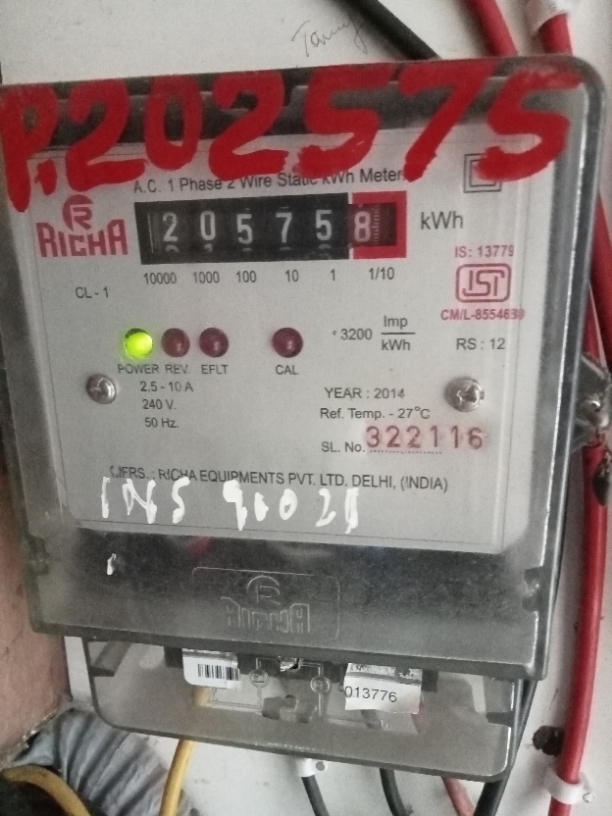 P.202575
A.C. 1 Phase 2 Wire Static kWh Meter
RICHA
205758 kWh
10000 1000 100 10 1 1/10
CL - 1
IS: 13779
ISI
3200 Imp/kWh
RS : 12
POWER REV. EFLT CAL
2.5 - 10 A
240 V.
50 Hz.
YEAR : 2014
Ref. Temp. - 27°C
SL. No. 322116
MFRS.: RICHA EQUIPMENTS PVT. LTD. DELHI, (INDIA)
RICHA
013776